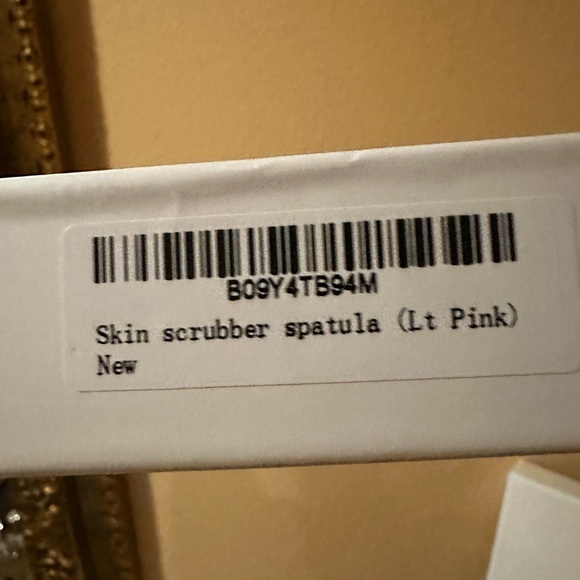 B09Y4TB94M
Skin scrubber spatula (Lt Pink)
New